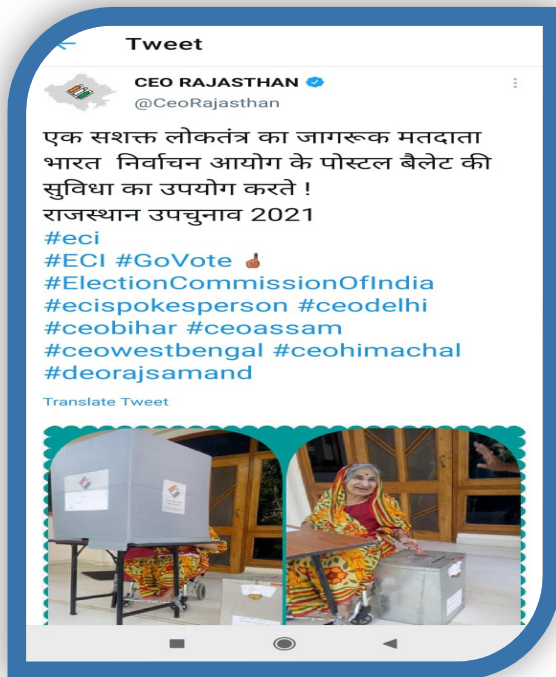 Tweet
CEO RAJASTHAN
@CeoRajasthan
एक सशक्त लोकतंत्र का जागरूक मतदाता
भारत निर्वाचन आयोग के पोस्टल बैलेट की
सुविधा का उपयोग करते !
राजस्थान उपचुनाव 2021
#eci
#ECI #GoVote
#ElectionCommissionOfIndia
#ecispokesperson #ceodelhi
#ceobihar #ceoassam
#ceowestbengal #ceohimachal
#deorajsamand
Translate Tweet